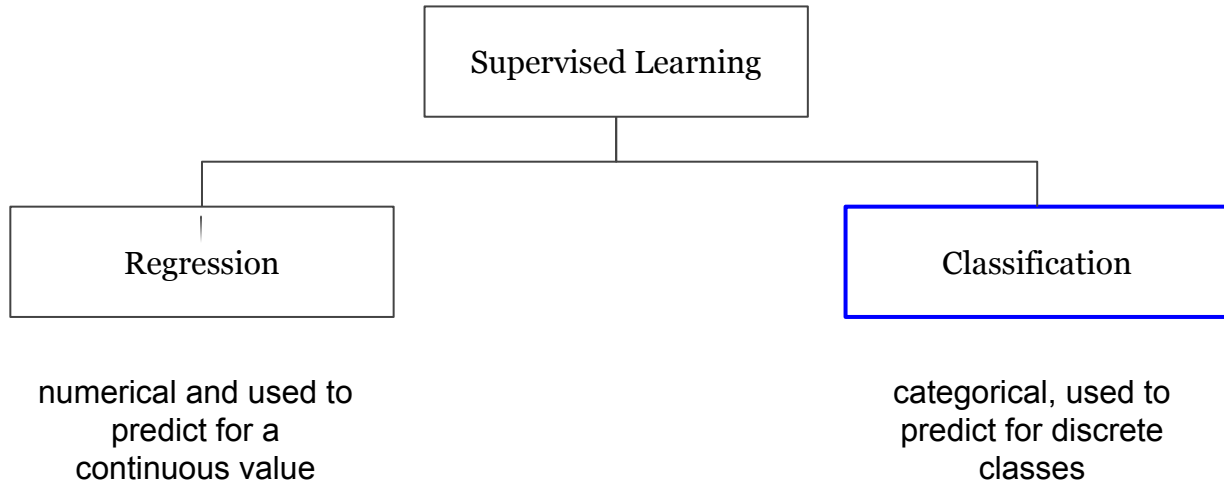 Supervised Learning
Regression
Classification
numerical and used to
predict for a
continuous value
categorical, used to
predict for discrete
classes